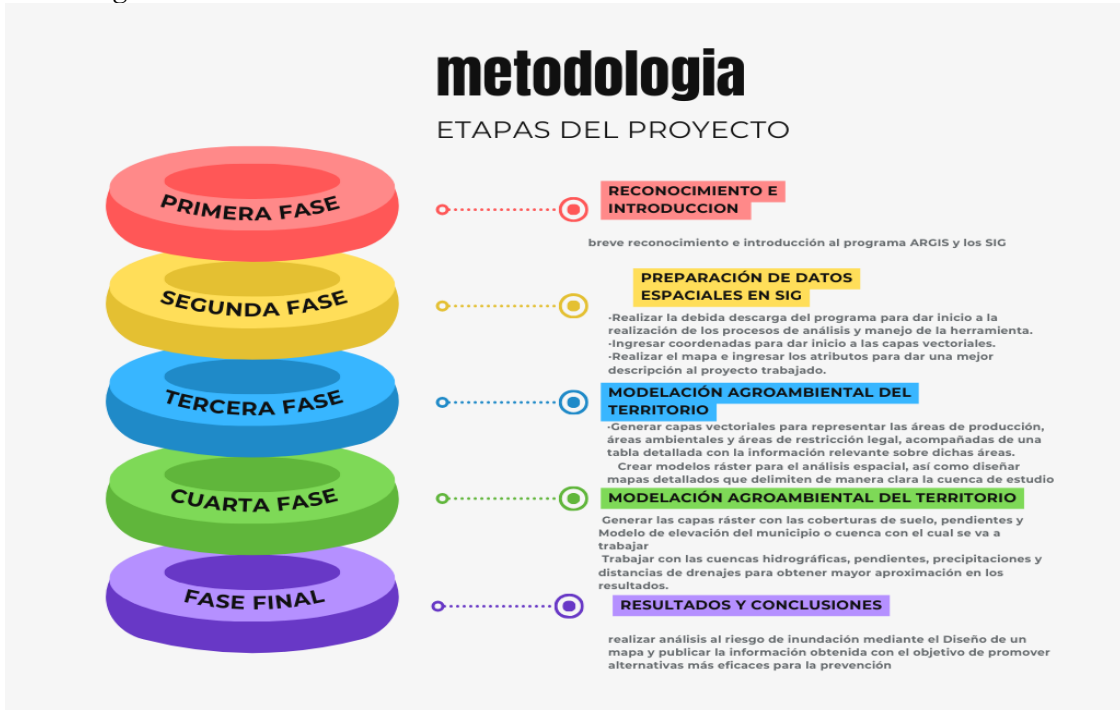 metodologia
ETAPAS DEL PROYECTO
PRIMERA FASE
RECONOCIMIENTO E
INTRODUCCION
breve reconocimiento e introducción al programa ARGIS y los SIG
SEGUNDA FASE
PREPARACIÓN DE DATOS
ESPACIALES EN SIG
·Realizar la debida descarga del programa para dar inicio a la
realización de los procesos de análisis y manejo de la herramienta.
·Ingresar coordenadas para dar inicio a las capas vectoriales.
·Realizar el mapa e ingresar los atributos para dar una mejor
descripción al proyecto trabajado.
TERCERA FASE
MODELACIÓN AGROAMBIENTAL DEL
TERRITORIO
·Generar capas vectoriales para representar las áreas de producción,
áreas ambientales y áreas de restricción legal, acompañadas de una
tabla detallada con la información relevante sobre dichas áreas.
Crear modelos ráster para el análisis espacial, así como diseñar
mapas detallados que delimiten de manera clara la cuenca de estudio
CUARTA FASE
MODELACIÓN AGROAMBIENTAL DEL TERRITORIO
Generar las capas ráster con las coberturas de suelo, pendientes y
Modelo de elevación del municipio o cuenca con el cual se va a
trabajar
Trabajar con las cuencas hidrográficas, pendientes, precipitaciones y
distancias de drenajes para obtener mayor aproximación en los
resultados.
FASE FINAL
RESULTADOS Y CONCLUSIONES
realizar análisis al riesgo de inundación mediante el Diseño de un
mapa y publicar la información obtenida con el objetivo de promover
alternativas más eficaces para la prevención